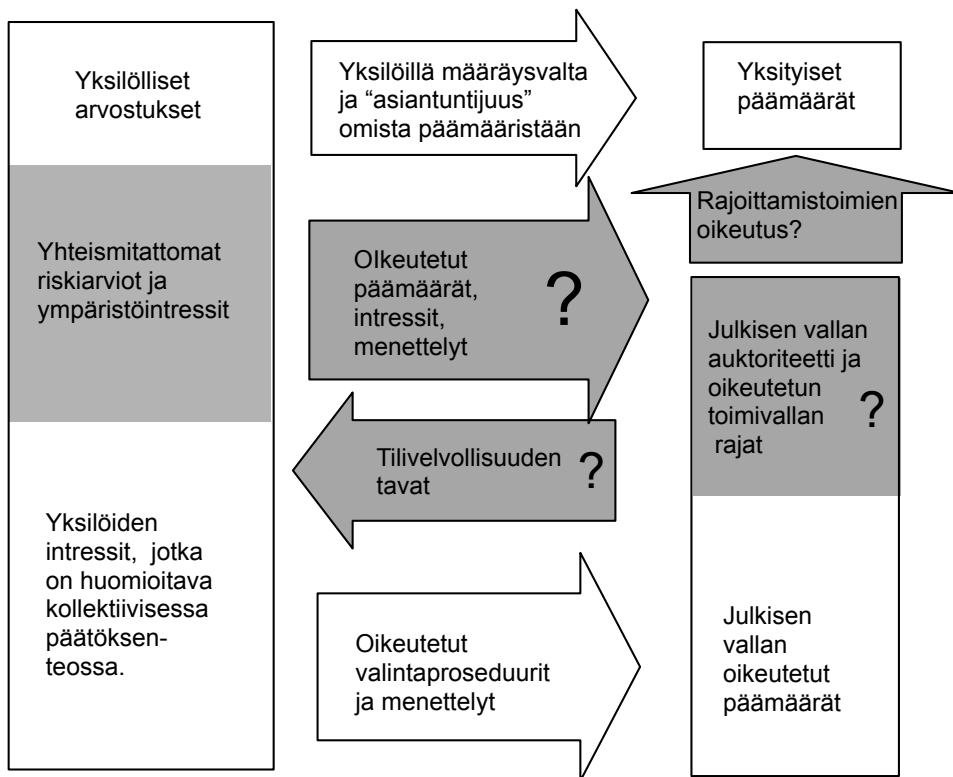 Yksilölliset
arvostukset
Yksilöillä määräysvalta
ja “asiantuntijuus”
omista päämääristään
Yksityiset
päämäärät
Rajoittamistoimien
oikeutus?
Yhteismitattomat
riskiarviot ja
ympäristöintressit
OIkeutetut
päämäärät,
intressit,
menettelyt
?
Julkisen vallan
auktoriteetti ja
oikeutetun
toimivallan
rajat
?
Tilivelvollisuuden
tavat
?
Yksilöiden
intressit, jotka
on huomioitava
kollektiivisessa
päätöksen-
teossa.
Oikeutetut
valintaproseduurit
ja menettelyt
Julkisen
vallan
oikeutetut
päämäärät